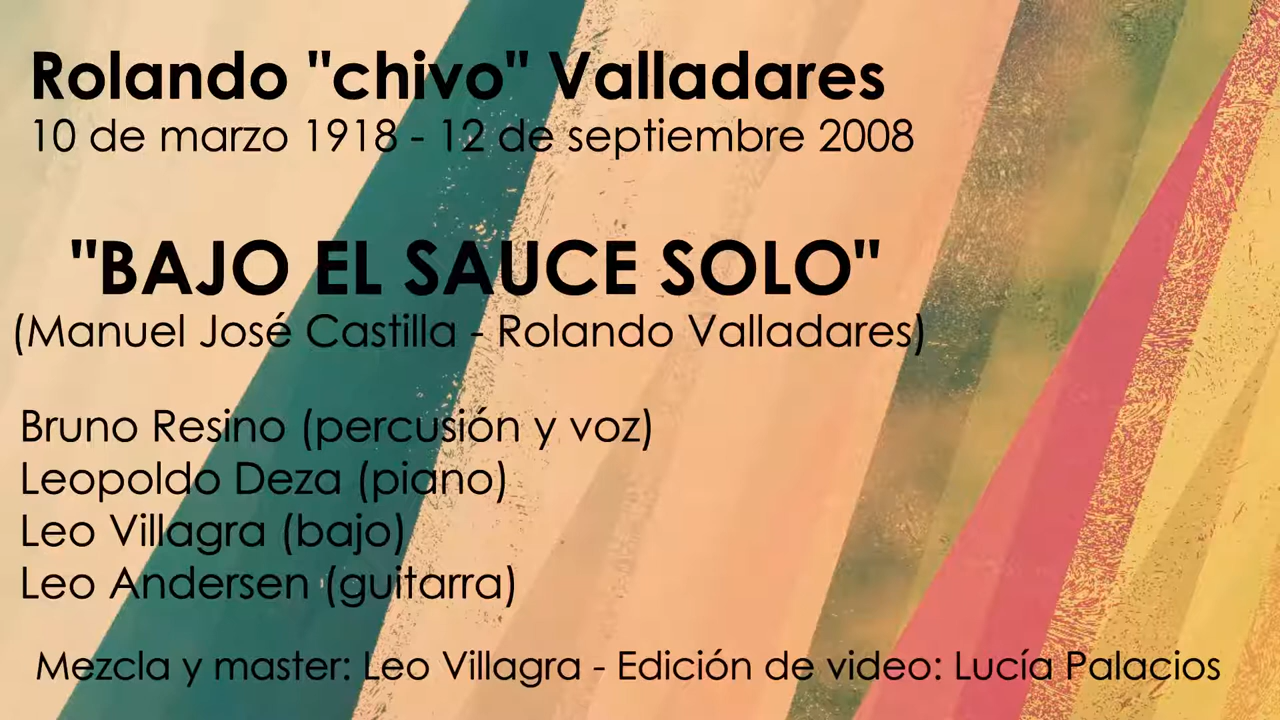 Rolando "chivo" Valladares
10 de marzo 1918 - 12 de septiembre 2008
"BAJO EL SAUCE SOLO"
(Manuel José Castilla - Rolando Valladares)
Bruno Resino (percusión y voz)
Leopoldo Deza (piano)
Leo Villagra (bajo)
Leo Andersen (guitarra)
Mezcla y master: Leo Villagra - Edición de video: Lucía Palacios